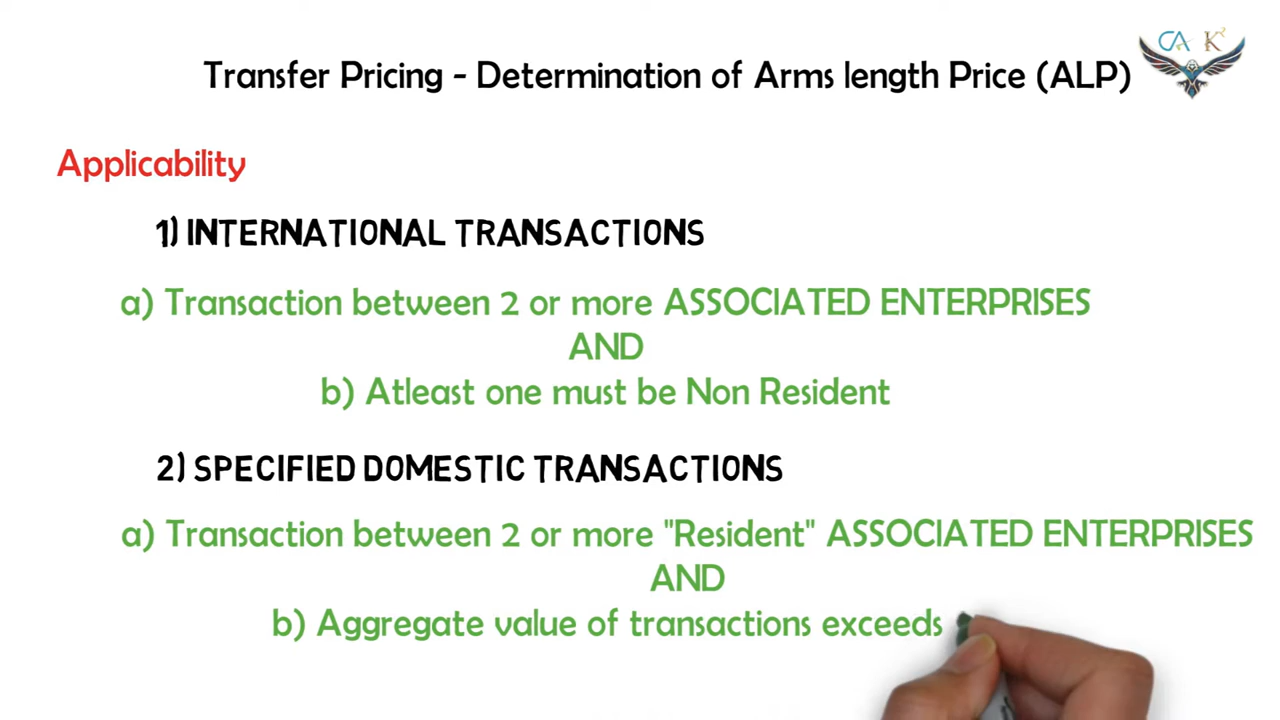 CA K
Transfer Pricing - Determination of Arms length Price (ALP)
Applicability
1) INTERNATIONAL TRANSACTIONS
a) Transaction between 2 or more ASSOCIATED ENTERPRISES
AND
b) Atleast one must be Non Resident
2) SPECIFIED DOMESTIC TRANSACTIONS
a) Transaction between 2 or more "Resident" ASSOCIATED ENTERPRISES
AND
b) Aggregate value of transactions exceeds